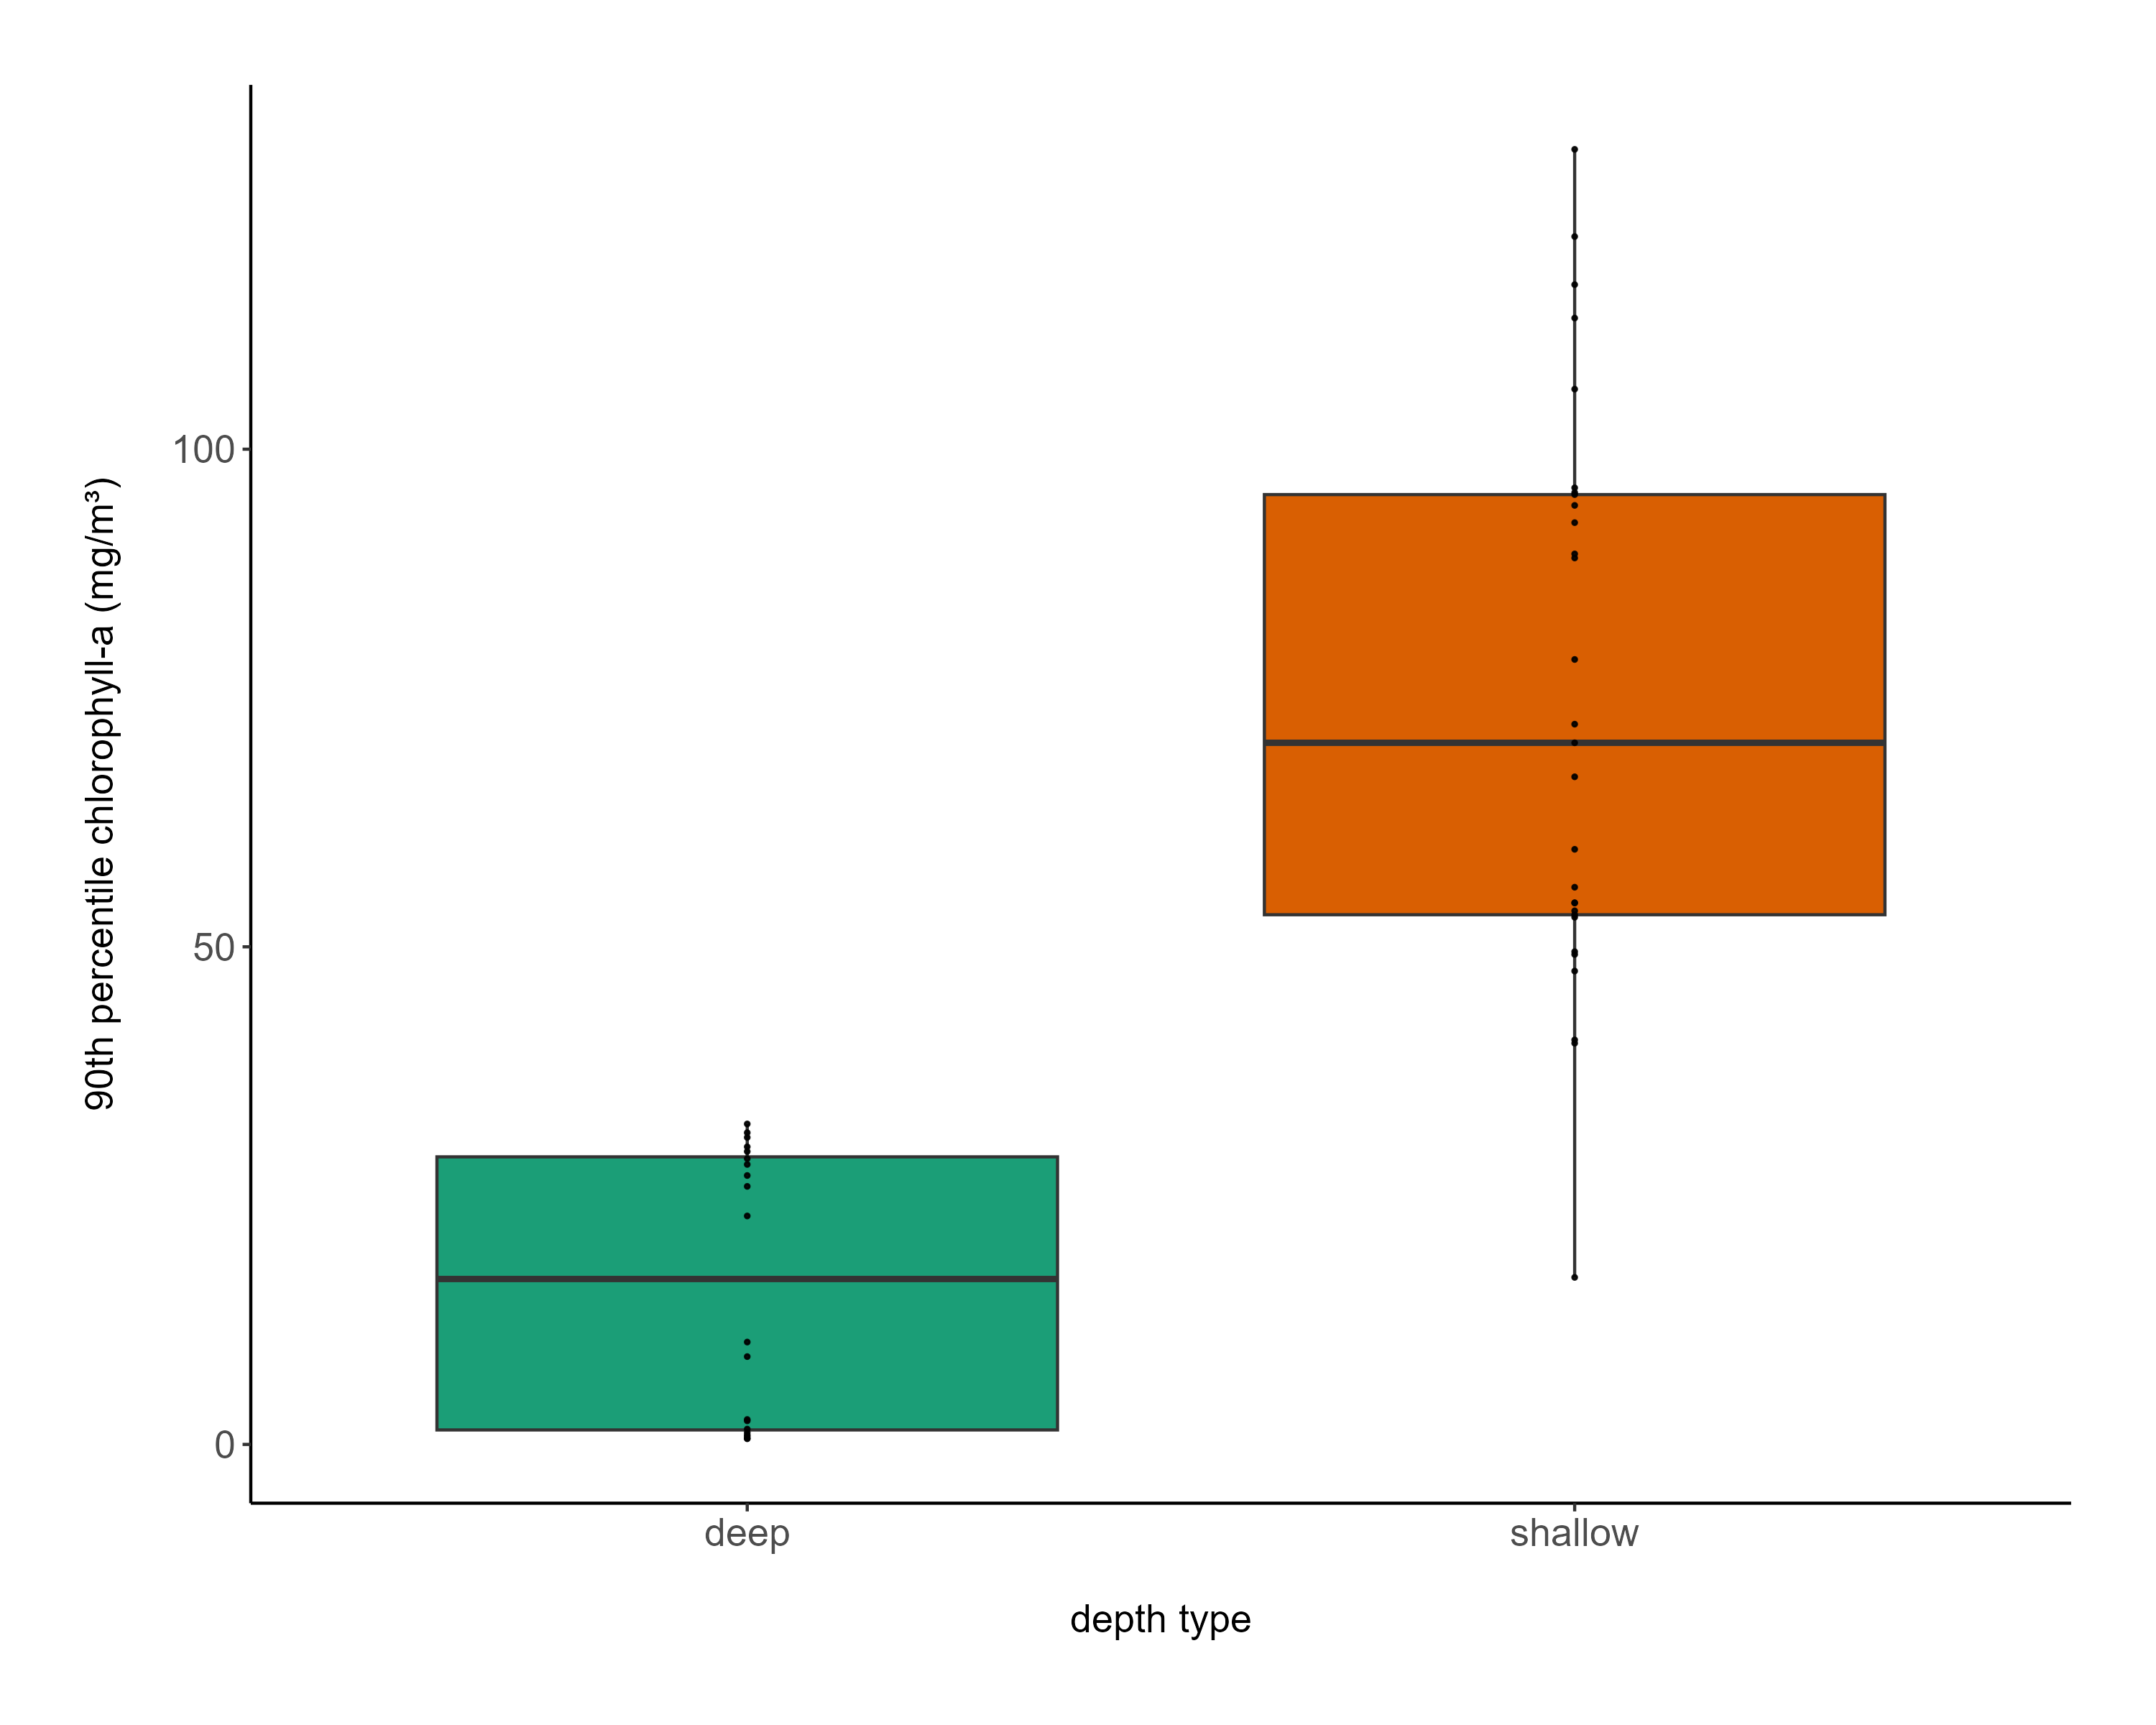 90th percentile chlorophyll-a (mg/m³)
100
50
0
deep
shallow
depth type